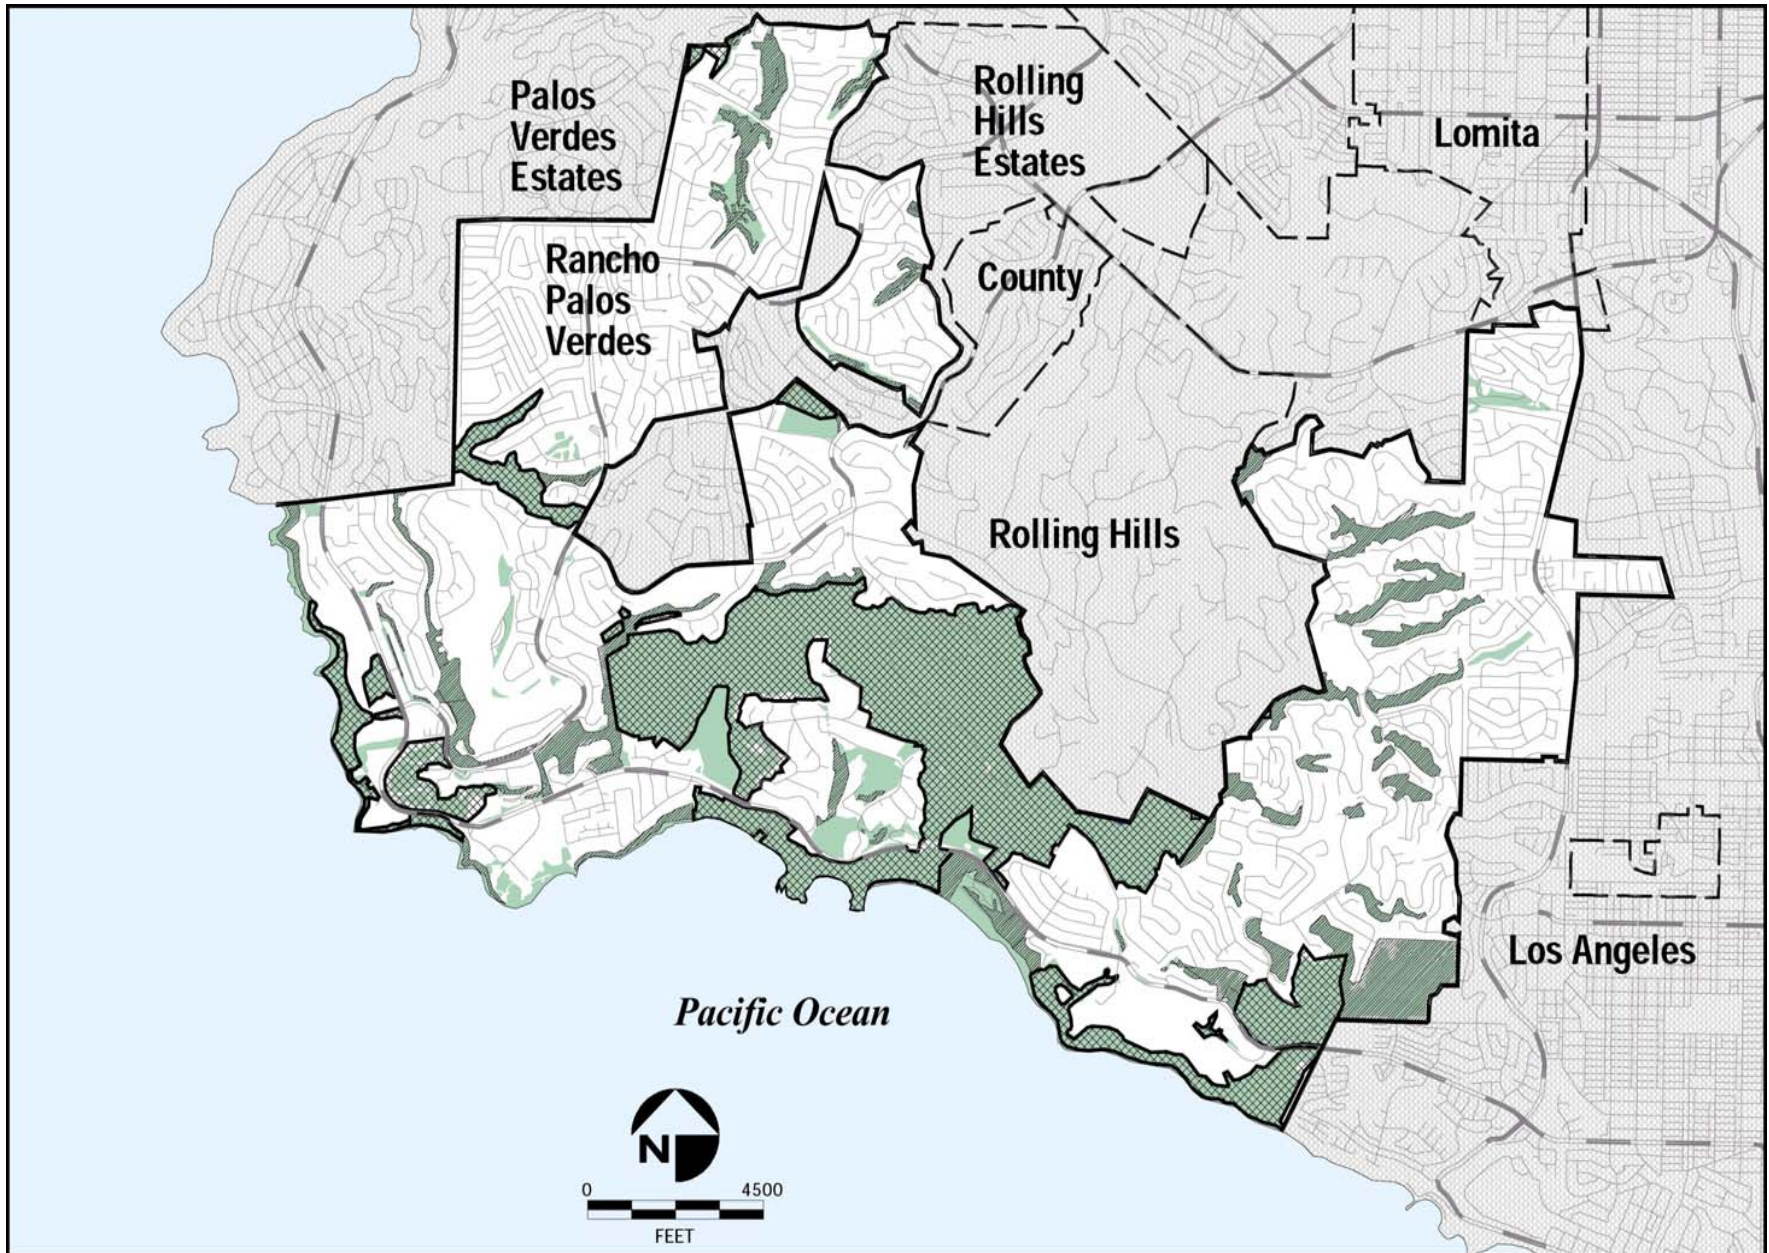 Palos
Verdes
Estates
Rolling
Hills
Estates
Lomita
Rancho
Palos
Verdes
County
Rolling Hills
Los Angeles
Pacific Ocean
N
0 4500
FEET